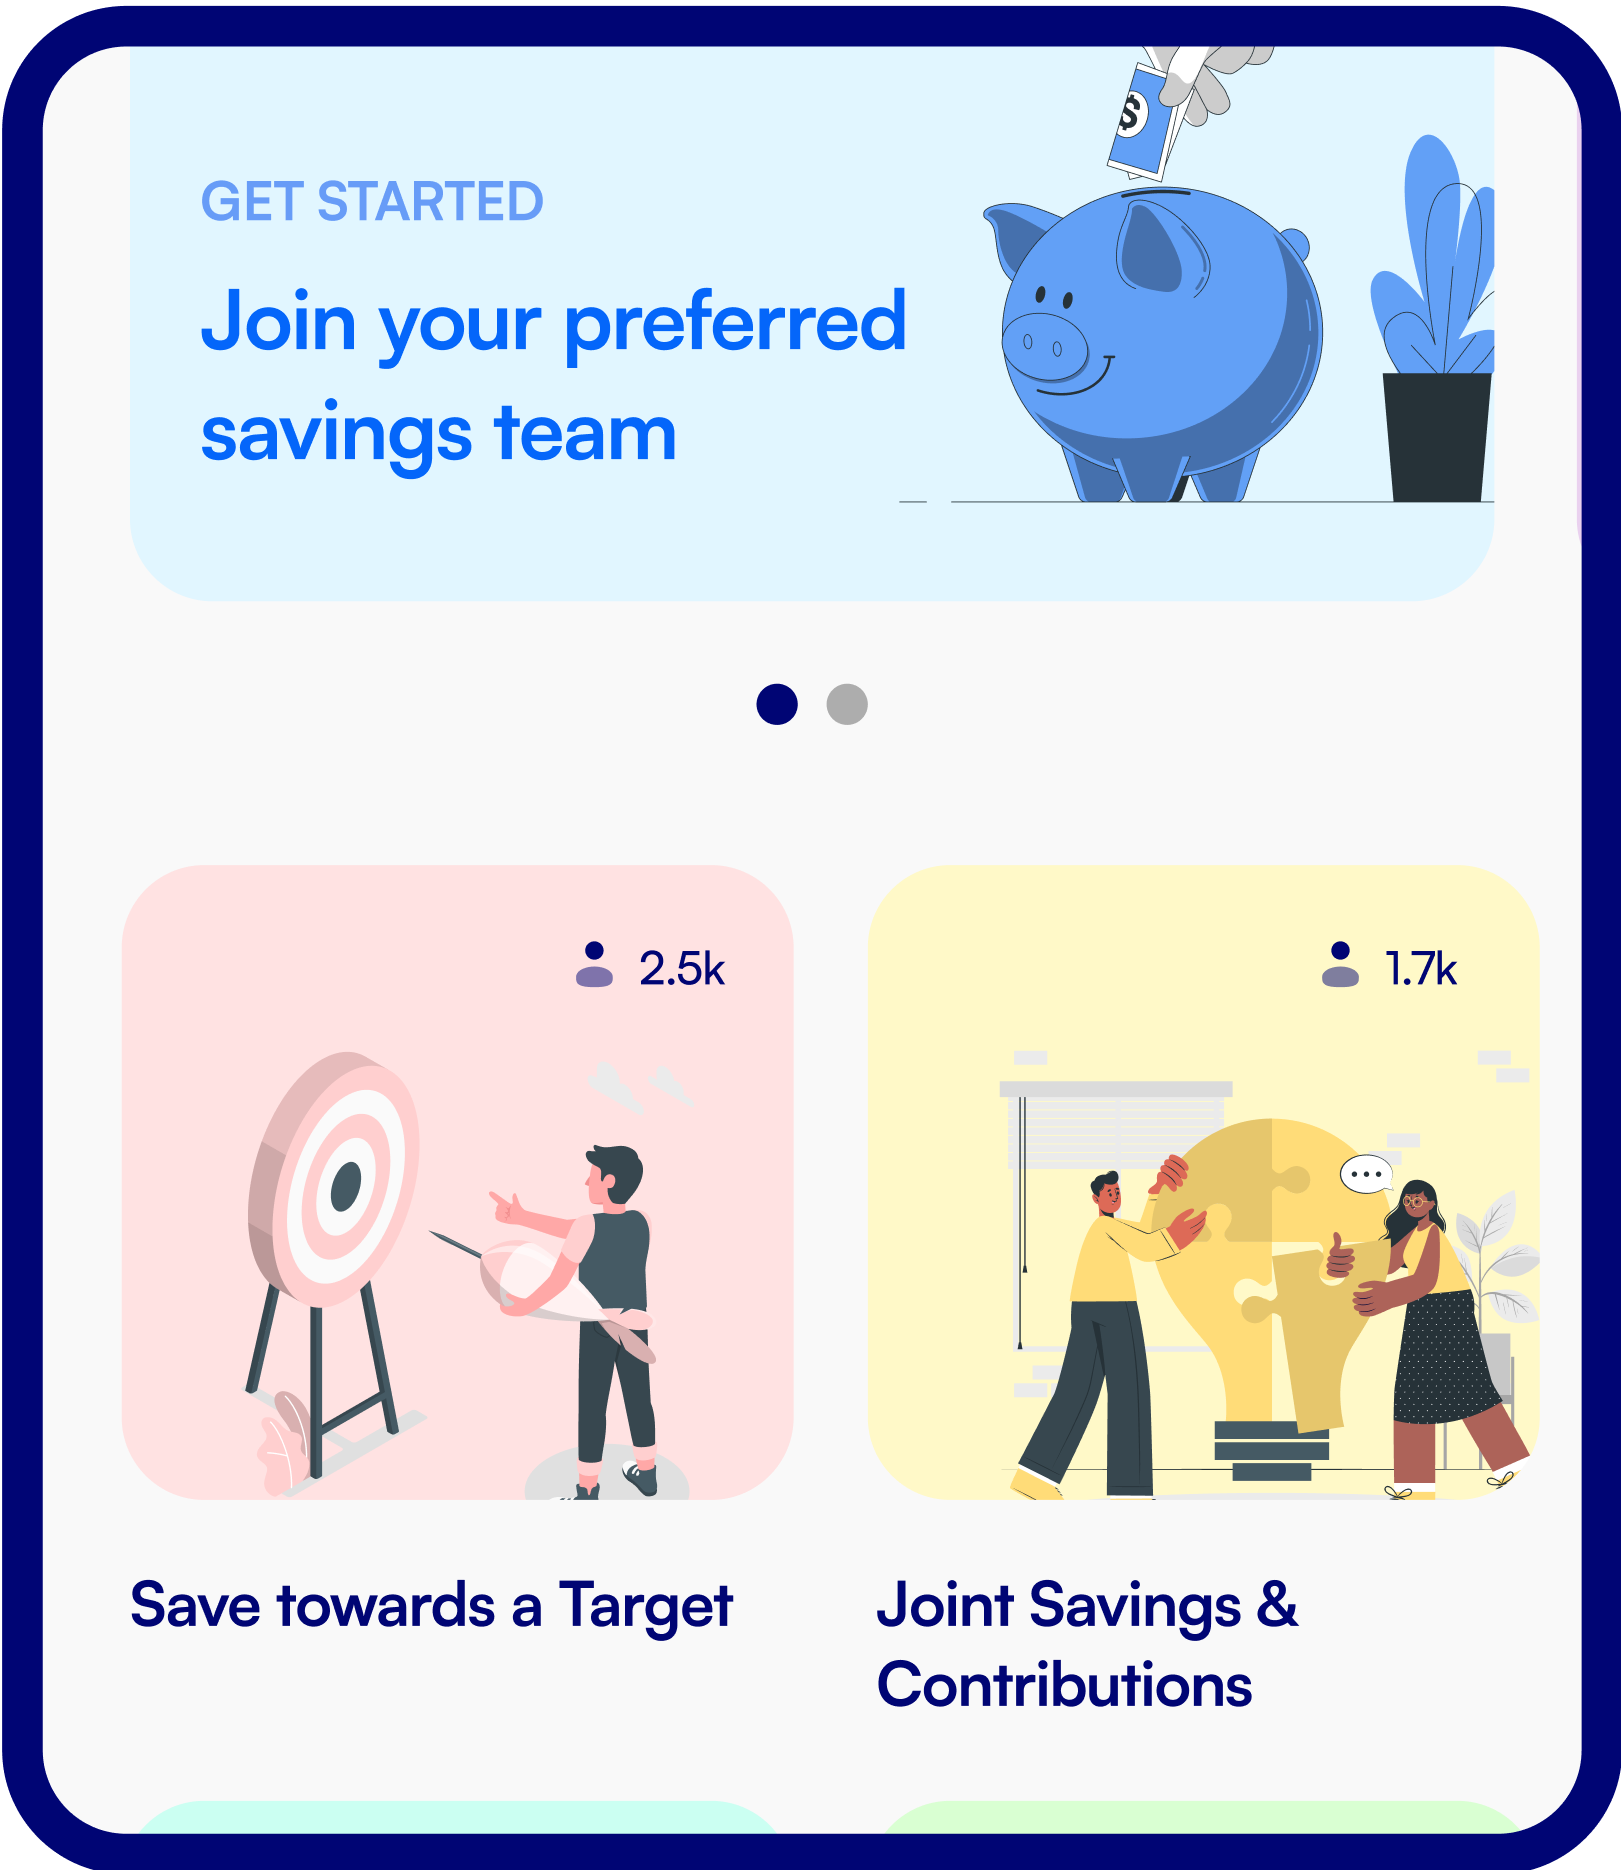 $
GET STARTED
Join your preferred
savings team
2.5k
1.7k
Save towards a Target
Joint Savings &
Contributions